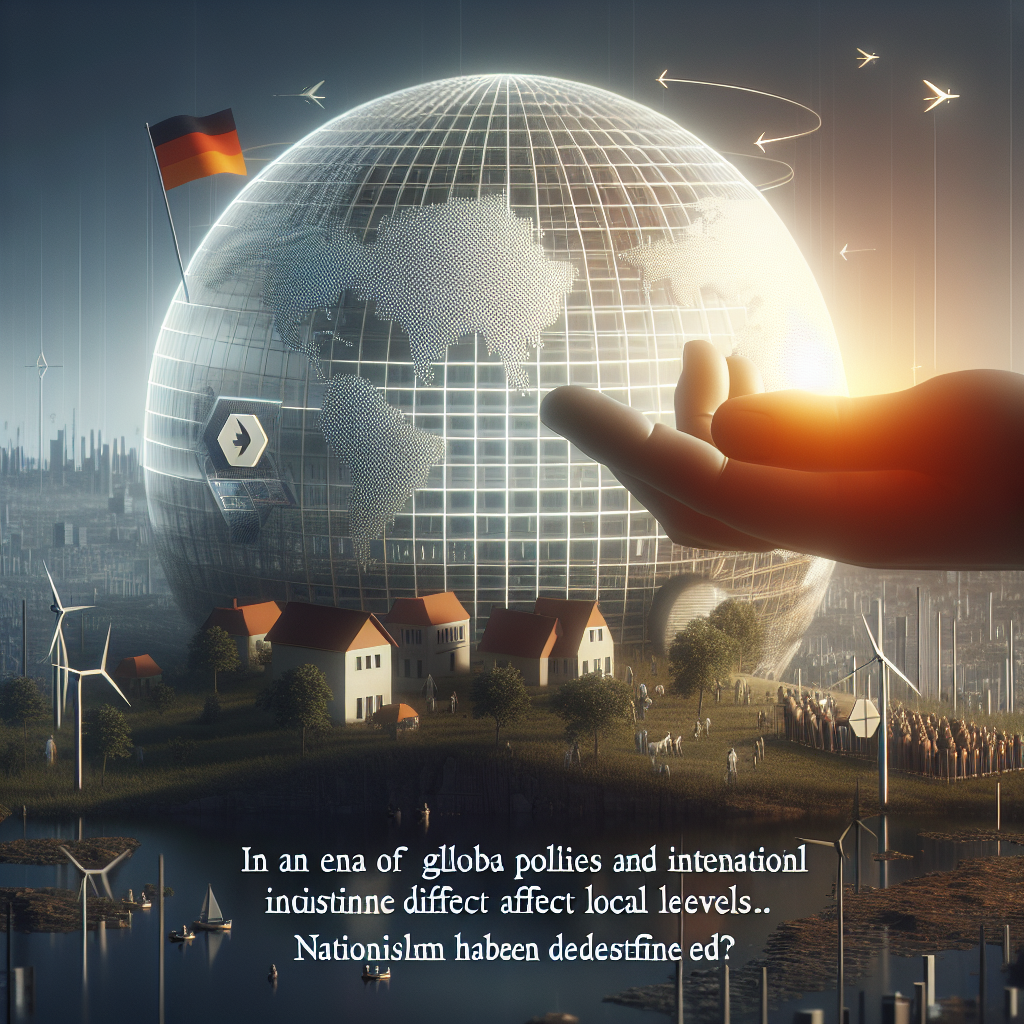 In an ena of glloba pollies and intenationl
incistinne diffect affect local leevels..
Nationislm habeen dedestfine ed?